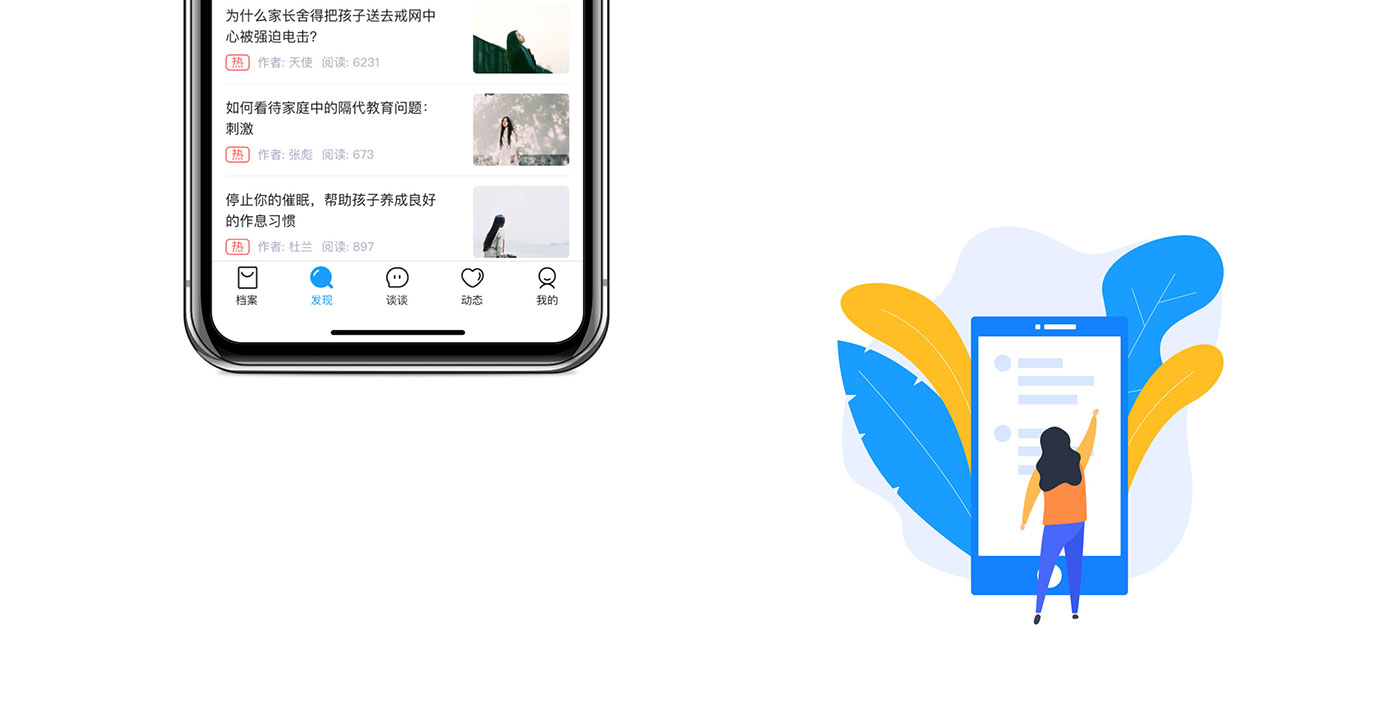 为什么家长舍得把孩子送去戒网中
心被强迫电击?
热 作者: 天使 阅读: 6231
如何看待家庭中的隔代教育问题:
刺激
热 作者: 张彪 阅读: 673
停止你的催眠，帮助孩子养成良好
的作息习惯
热 作者: 杜兰 阅读: 897
档案 发现 谈谈 动态 我的